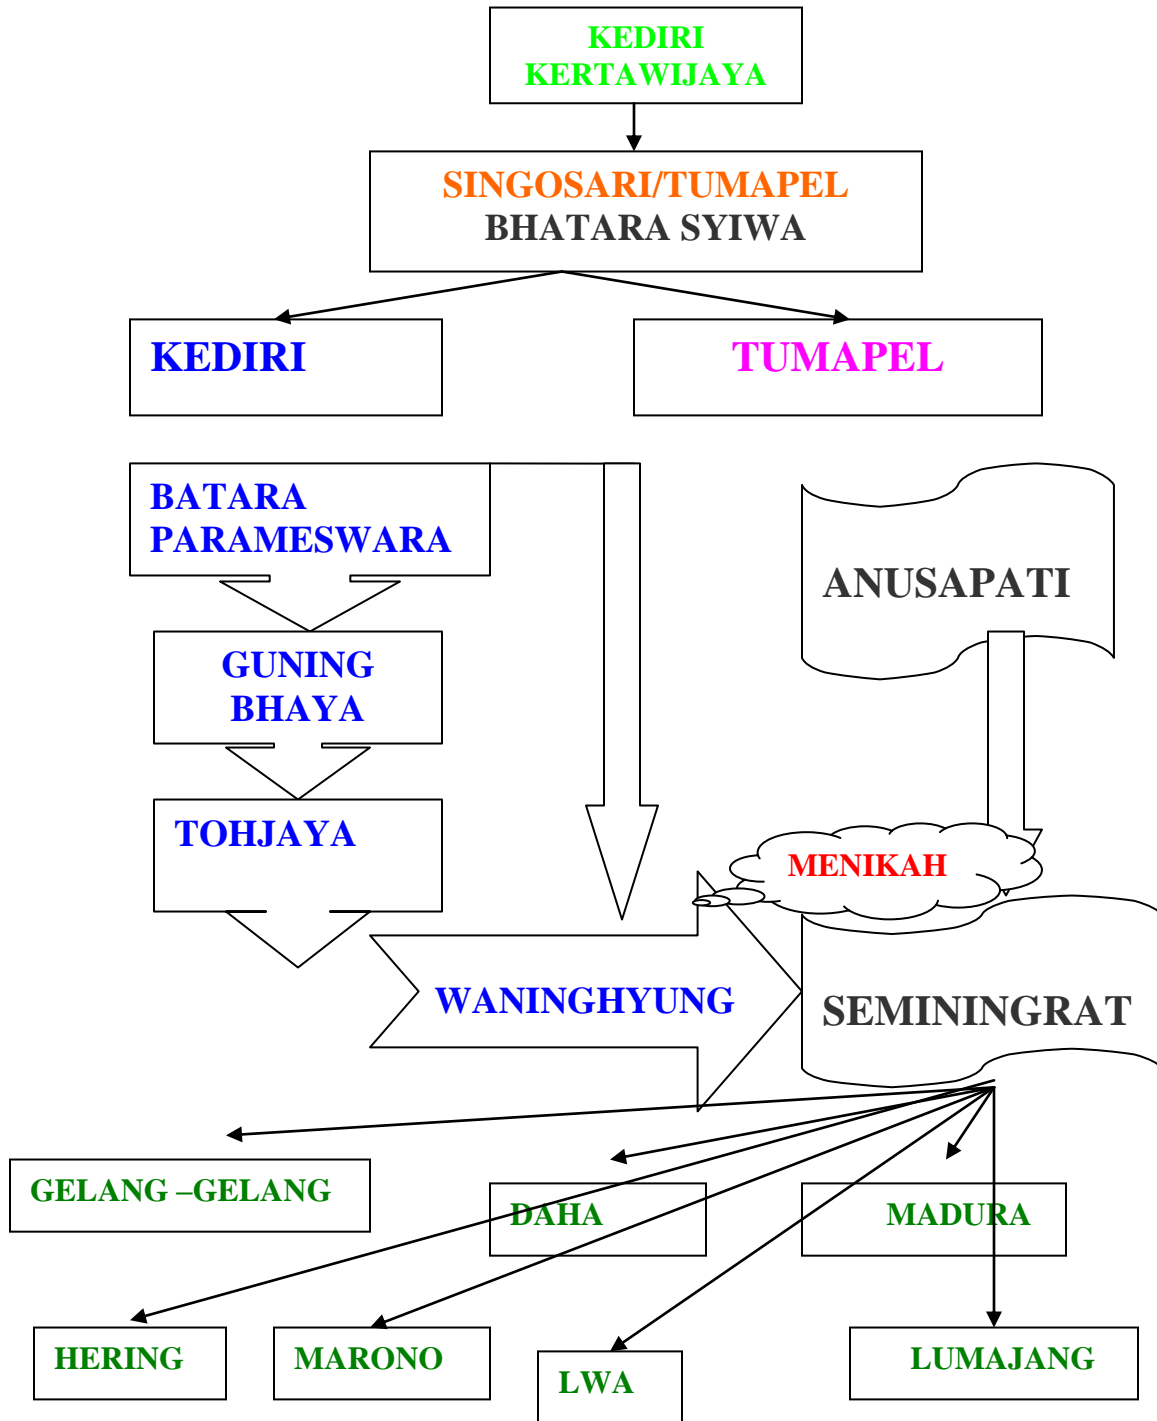 KEDIRI
KERTAWIJAYA
SINGOSARI/TUMAPEL
BHATARA SYIWA
KEDIRI
TUMAPEL
BATARA
PARAMESWARA
ANUSAPATI
GUNING
BHAYA
TOHJAYA
MENIKAH
WANINGHYUNG
SEMININGRAT
GELANG –GELANG
DAHA
MADURA
HERING
MARONO
LWA
LUMAJANG